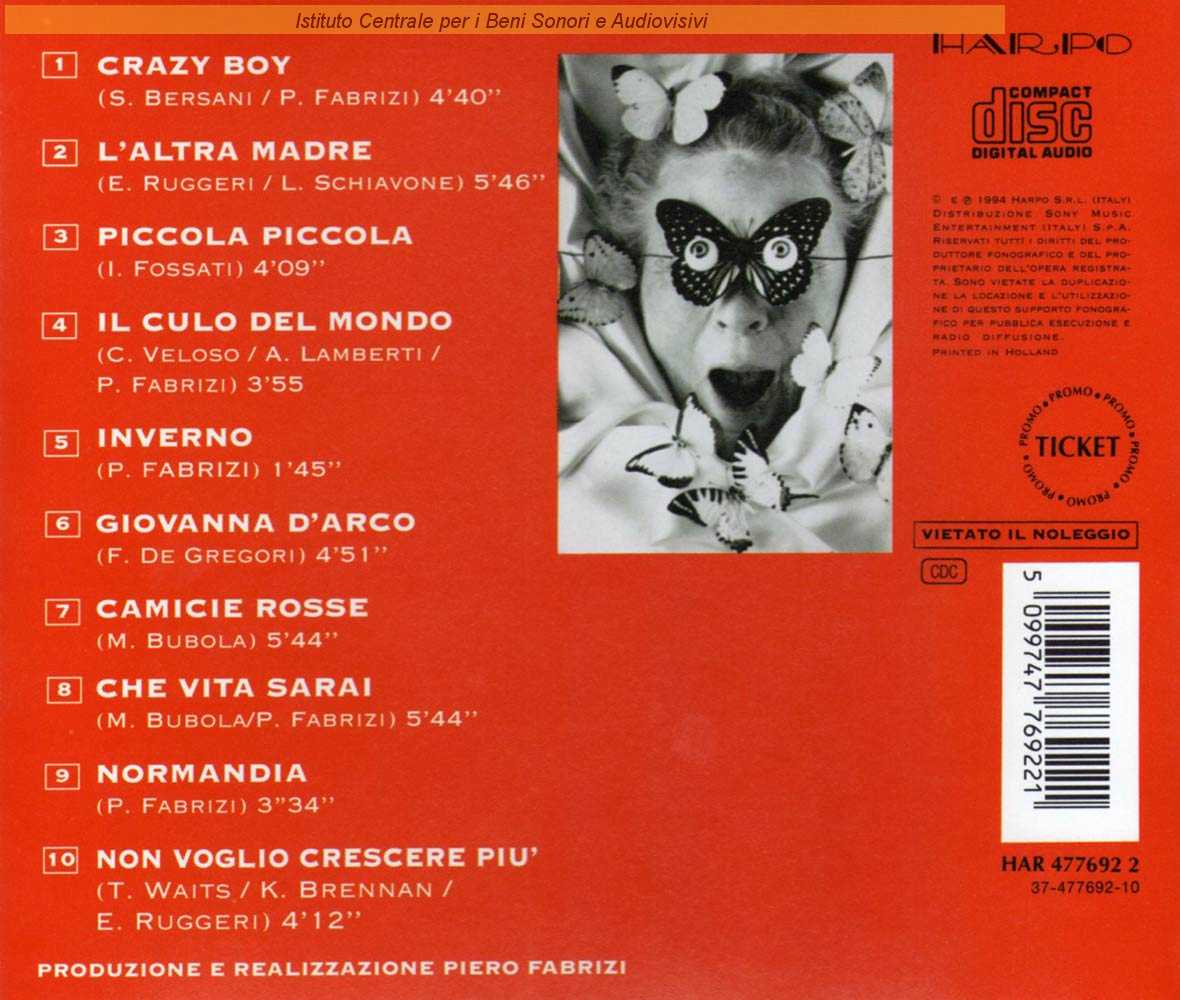 Istituto Centrale per i Beni Sonori e Audiovisivi
1 CRAZY BOY
(S. BERSANI / P. FABRIZI) 4'40''
2 L'ALTRA MADRE
(E. RUGGERI / L. SCHIAVONE) 5'46''
3 PICCOLA PICCOLA
(I. FOSSATI) 4'09''
4 IL CULO DEL MONDO
(C. VELOSO / A. LAMBERTI /
P. FABRIZI) 3'55
5 INVERNO
(P. FABRIZI) 1'45''
6 GIOVANNA D'ARCO
(F. DE GREGORI) 4'51''
7 CAMICIE ROSSE
(M. BUBOLA) 5'44''
8 CHE VITA SARAI
(M. BUBOLA/P. FABRIZI) 5'44''
9 NORMANDIA
(P. FABRIZI) 3''34''
10 NON VOGLIO CRESCERE PIU'
(T. WAITS / K. BRENNAN /
E. RUGGERI) 4'12''
PRODUZIONE E REALIZZAZIONE PIERO FABRIZI
HARPO
COMPACT
disc
DIGITAL AUDIO
© E ℗ 1994 HARPO S.R.L. (ITALY)
DISTRIBUZIONE SONY MUSIC
ENTERTAINMENT (ITALY) S.P.A.
RISERVATI TUTTI I DIRITTI DEL PRO-
DUTTORE FONOGRAFICO E DEL PRO-
PRIETARIO DELL'OPERA REGISTRA-
TA. SONO VIETATE LA DUPLICAZIO-
NE LA LOCAZIONE E L'UTILIZZAZIO-
NE DI QUESTO SUPPORTO FONOGRA-
FICO PER PUBBLICA ESECUZIONE E
RADIO DIFFUSIONE.
PRINTED IN HOLLAND
PROMO • PROMO • PROMO • PROMO • PROMO • PROMO •
TICKET
VIETATO IL NOLEGGIO
CDC
5 099747 769221
HAR 477692 2
37-477692-10